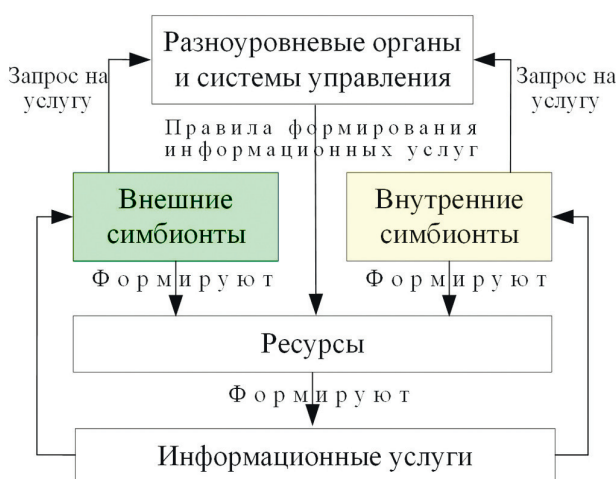 Разноуровневые органы
и системы управления
Запрос на
услугу
Запрос на
услугу
Правила формирования
информационных услуг
Внешние
симбионты
Внутренние
симбионты
Формируют
Формируют
Ресурсы
Формируют
Информационные услуги